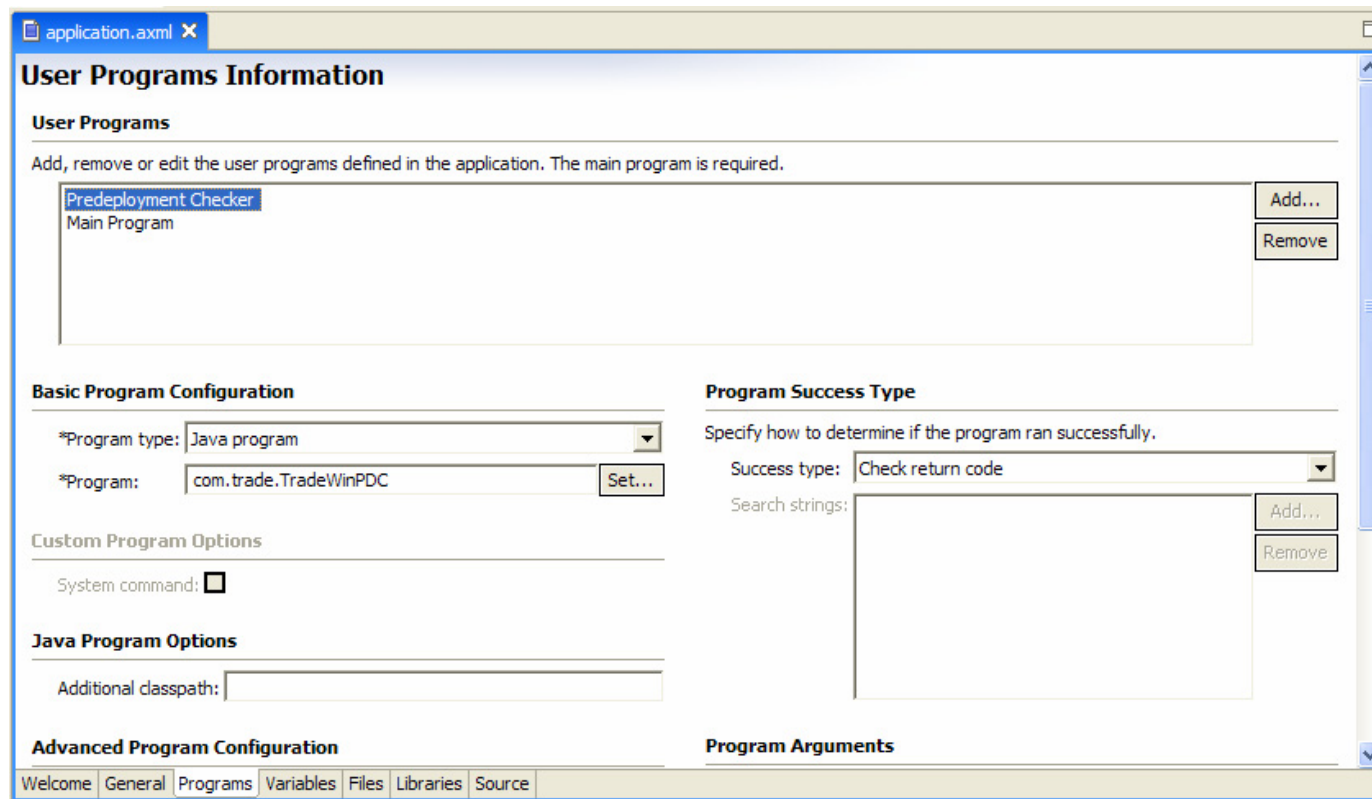 application.axml
User Programs Information
User Programs
Add, remove or edit the user programs defined in the application. The main program is required.
Predeployment Checker
Main Program
Add...
Remove
Basic Program Configuration
*Program type: Java program
*Program: com.trade.TradeWinPDC Set...
Custom Program Options
System command:
Java Program Options
Additional classpath:
Advanced Program Configuration
Program Success Type
Specify how to determine if the program ran successfully.
Success type: Check return code
Search strings:
Add...
Remove
Program Arguments
Welcome General Programs Variables Files Libraries Source